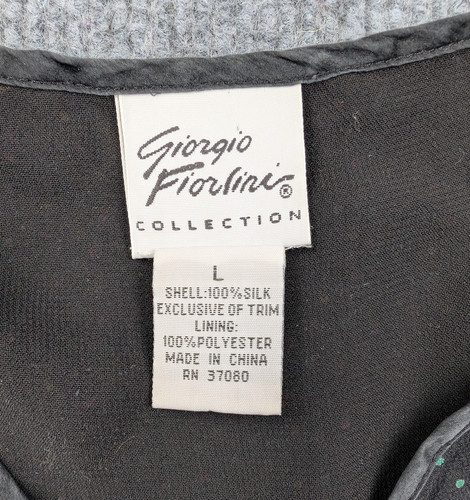 Giorgio
Fiorlini®
COLLECTION
L
SHELL:100%SILK
EXCLUSIVE OF TRIM
LINING:
100%POLYESTER
MADE IN CHINA
RN 37080